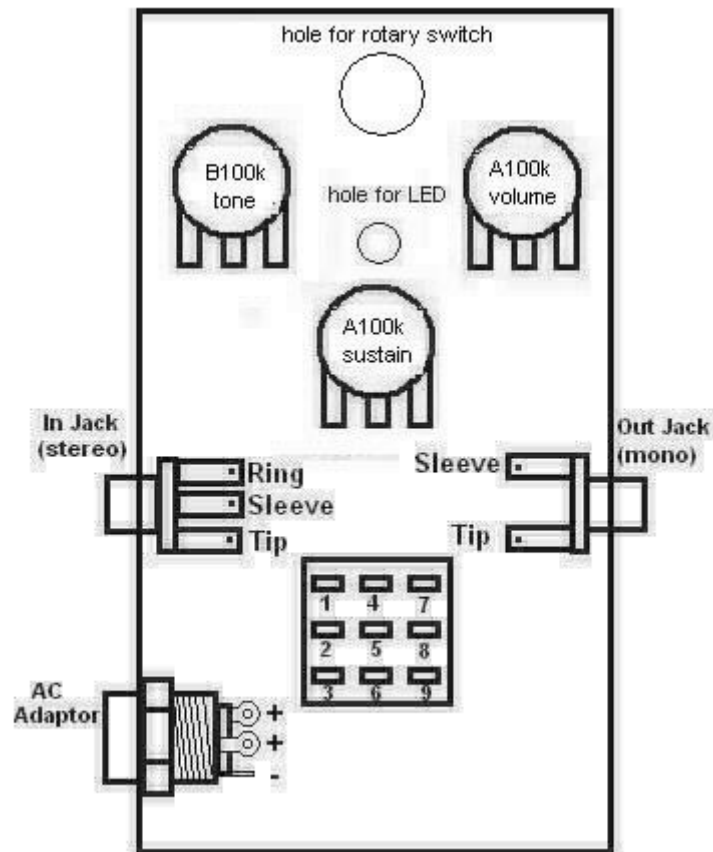 hole for rotary switch
B100k
tone
A100k
volume
hole for LED
A100k
sustain
In Jack
(stereo)
Ring
Sleeve
Tip
Out Jack
(mono)
Sleeve
Tip
1 4 7
2 5 8
3 6 9
AC
Adaptor
+
+
-